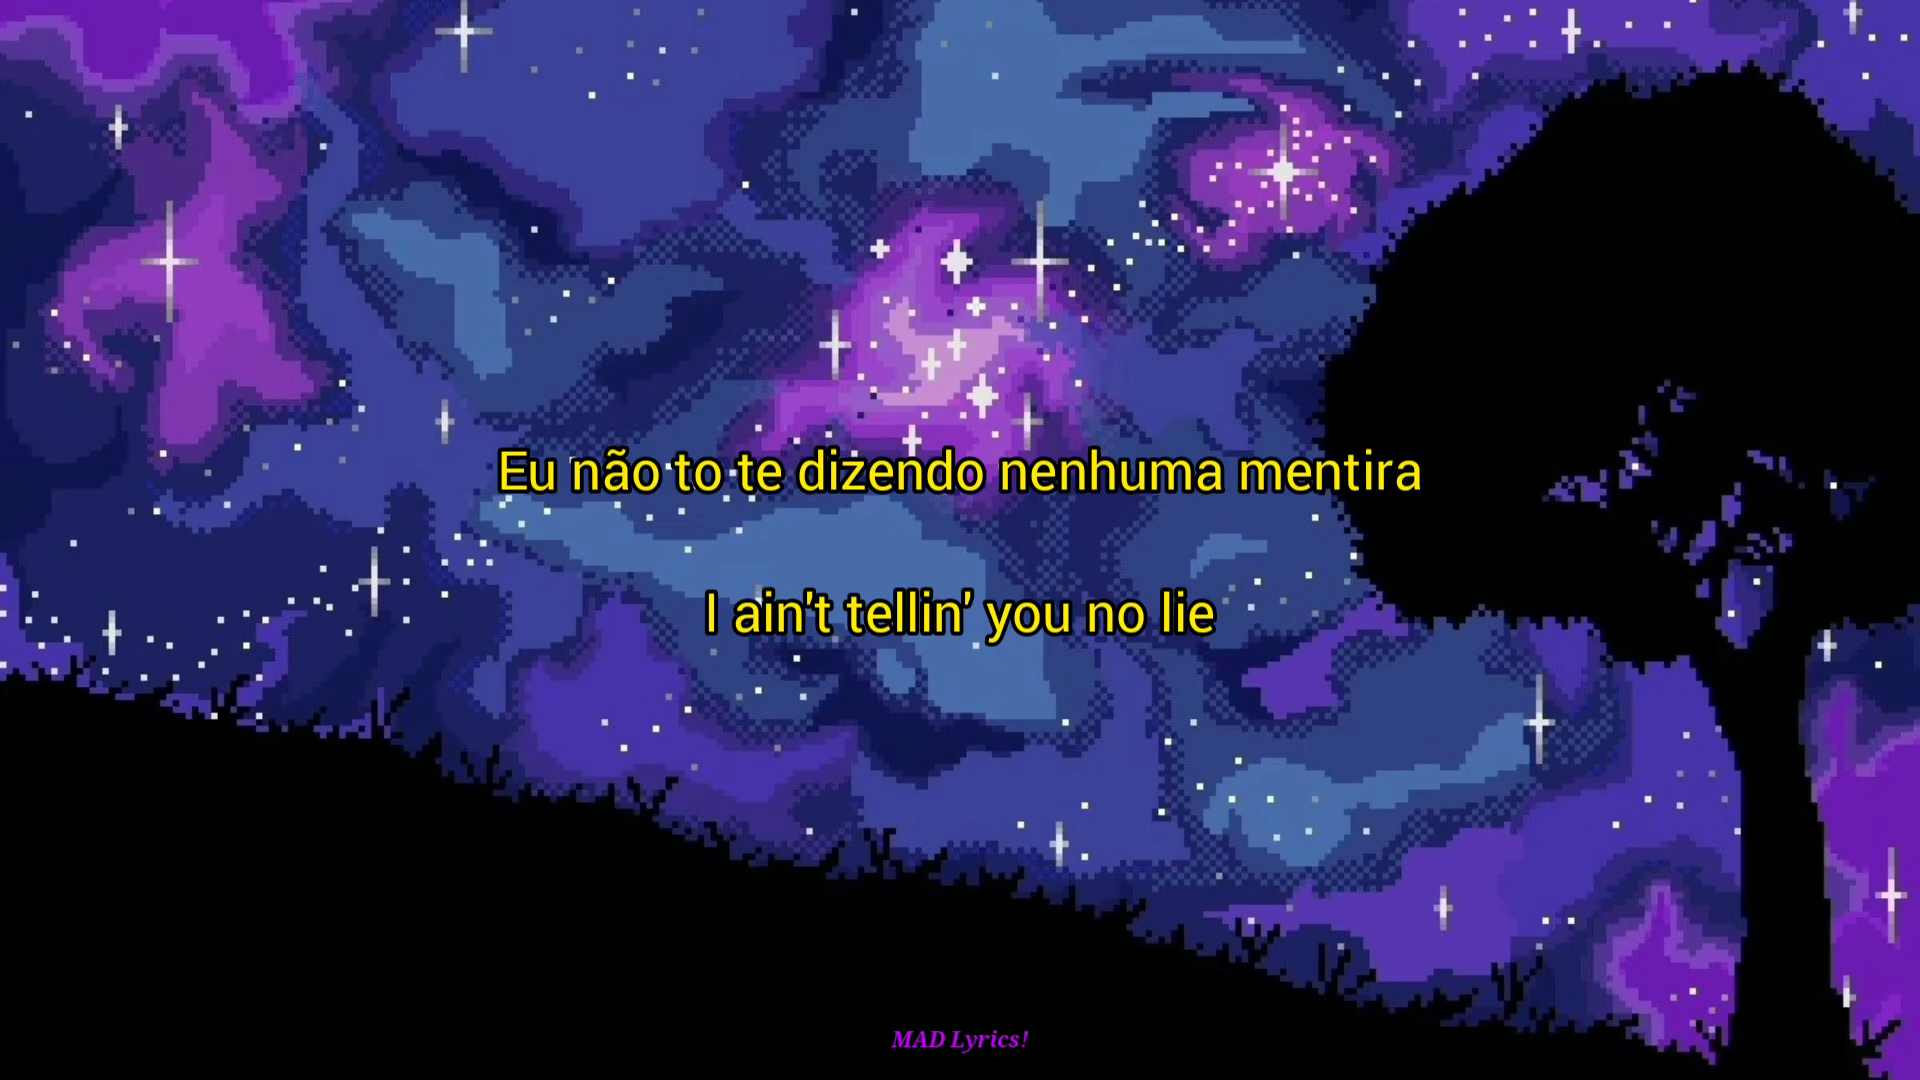 Eu não to te dizendo nenhuma mentira
I ain't tellin' you no lie
MAD Lyrics!